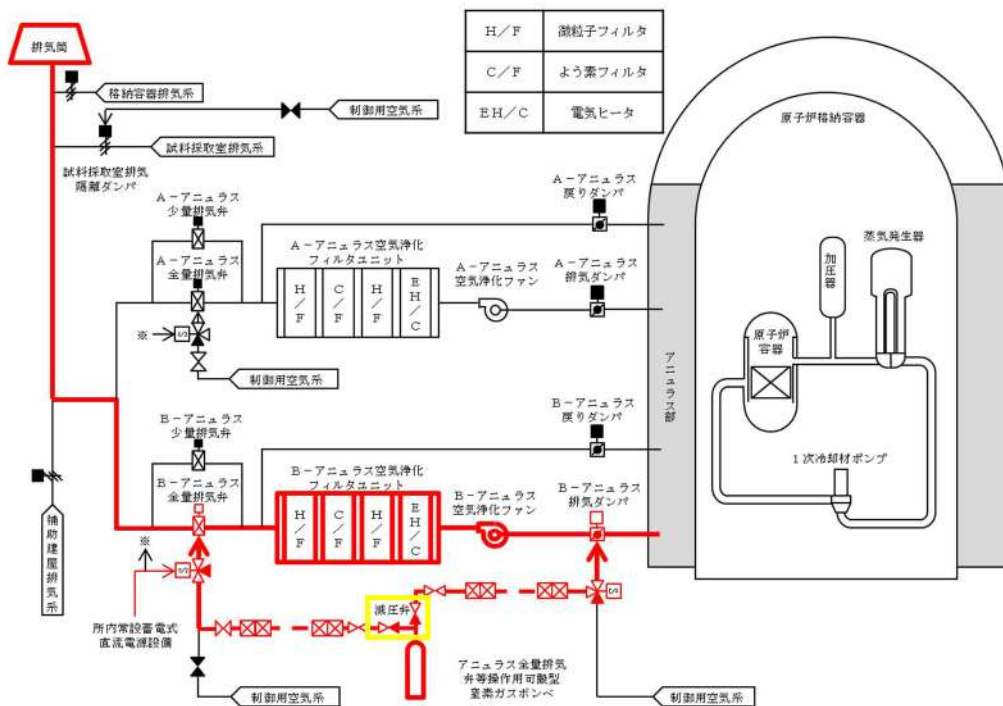 排気筒
H/F 微粒子フィルタ
C/F よう素フィルタ
EH/C 電気ヒータ
格納容器排気系
制御用空気系
試料採取室排気系
試料採取室排気
隔離ダンパ
原子炉格納容器
A-アニュラス
戻りダンパ
A-アニュラス
少量排気弁
A-アニュラス空気浄化
フィルタユニット
A-アニュラス
空気浄化ファン
A-アニュラス
排気ダンパ
A-アニュラス
全量排気弁
H/F
C/F
H/F
EH/C
※
S
制御用空気系
蒸気発生器
加圧器
原子炉
容器
1次冷却材ポンプ
アニュラス部
B-アニュラス
戻りダンパ
B-アニュラス
少量排気弁
B-アニュラス空気浄化
フィルタユニット
B-アニュラス
空気浄化ファン
B-アニュラス
排気ダンパ
B-アニュラス
全量排気弁
H/F
C/F
H/F
EH/C
補助建屋排気系
※
S
S
減圧弁
所内常設蓄電式
直流電源設備
アニュラス全量排気
弁等操作用可搬型
窒素ガスボンベ
制御用空気系
制御用空気系